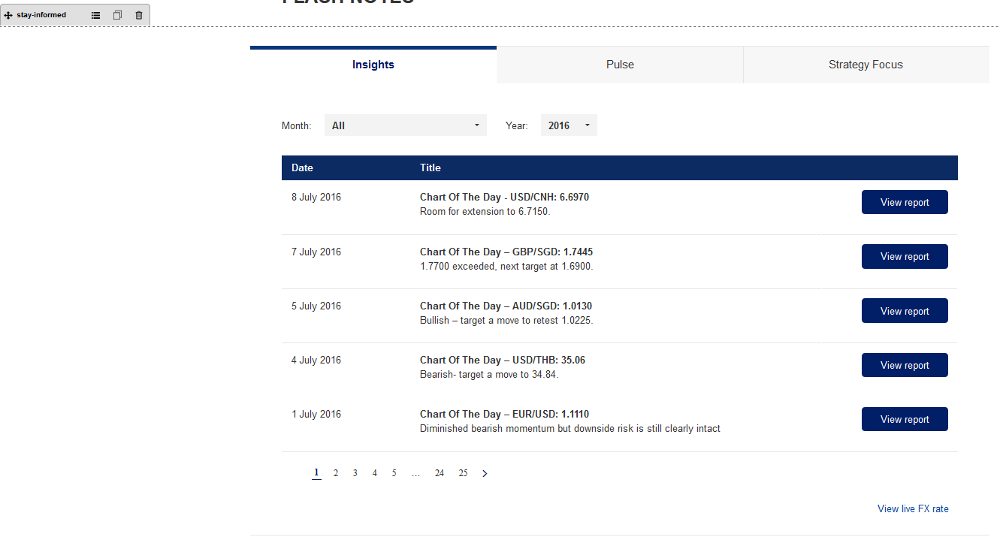 FLASH NOTES
stay-informed
Insights
Pulse
Strategy Focus
Month: All Year: 2016
Date Title
8 July 2016 Chart Of The Day - USD/CNH: 6.6970 View report
Room for extension to 6.7150.
7 July 2016 Chart Of The Day – GBP/SGD: 1.7445 View report
1.7700 exceeded, next target at 1.6900.
5 July 2016 Chart Of The Day – AUD/SGD: 1.0130 View report
Bullish – target a move to retest 1.0225.
4 July 2016 Chart Of The Day – USD/THB: 35.06 View report
Bearish- target a move to 34.84.
1 July 2016 Chart Of The Day – EUR/USD: 1.1110 View report
Diminished bearish momentum but downside risk is still clearly intact
1 2 3 4 5 ... 24 25 >
View live FX rate